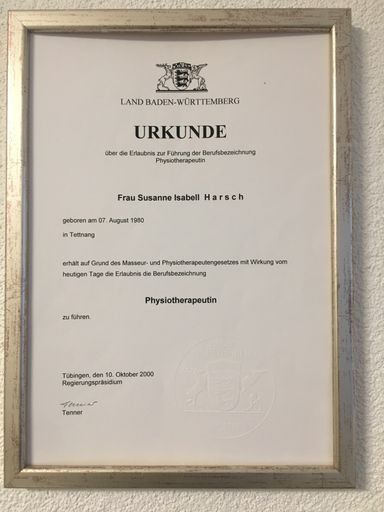 LAND BADEN-WÜRTTEMBERG
URKUNDE
über die Erlaubnis zur Führung der Berufsbezeichnung
Physiotherapeutin
Frau Susanne Isabell H a r s c h
geboren am 07. August 1980
in Tettnang
erhält auf Grund des Masseur- und Physiotherapeutengesetzes mit Wirkung vom
heutigen Tage die Erlaubnis die Berufsbezeichnung
Physiotherapeutin
zu führen.
Tübingen, den 10. Oktober 2000
Regierungspräsidium
Tenner